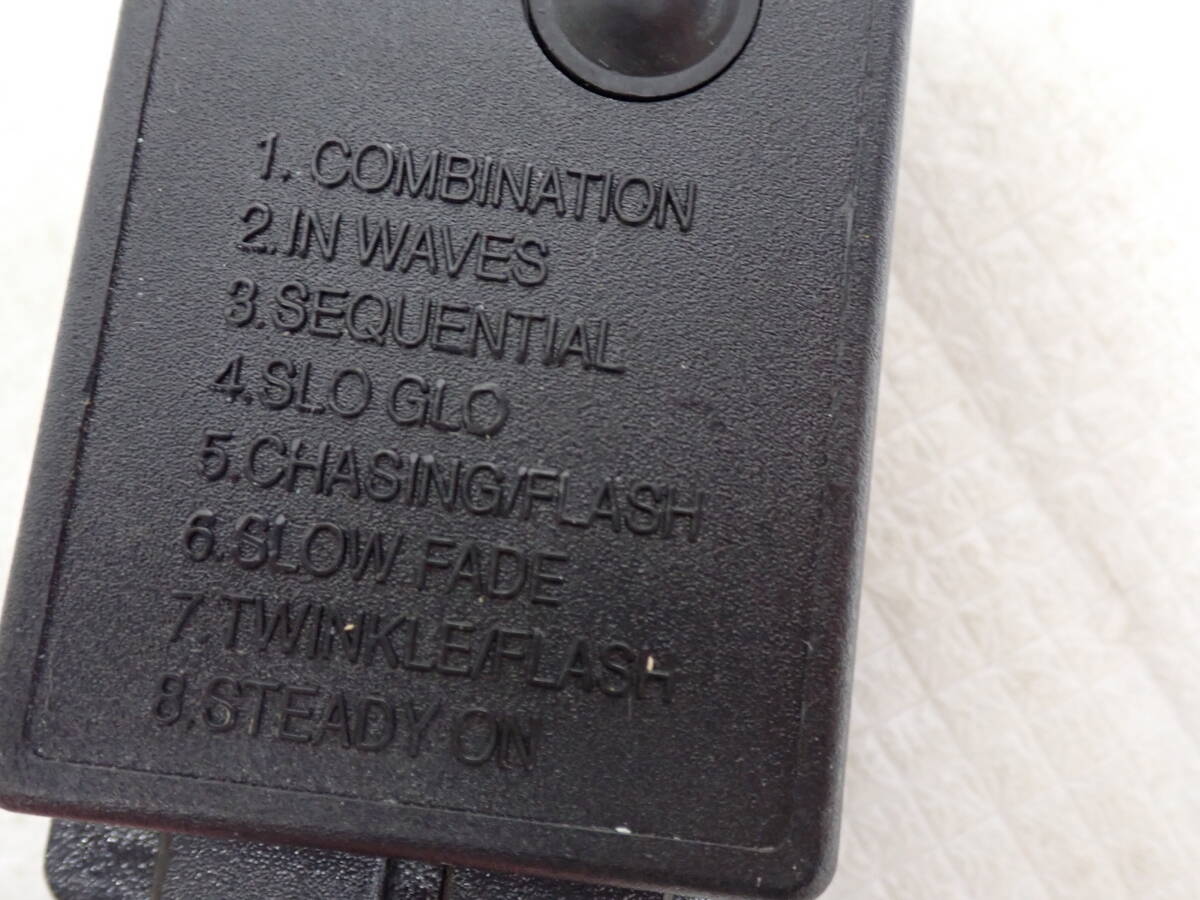 1. COMBINATION
2.IN WAVES
3.SEQUENTIAL
4.SLO GLO
5.CHASING/FLASH
6.SLOW FADE
7.TWINKLE/FLASH
8.STEADY ON